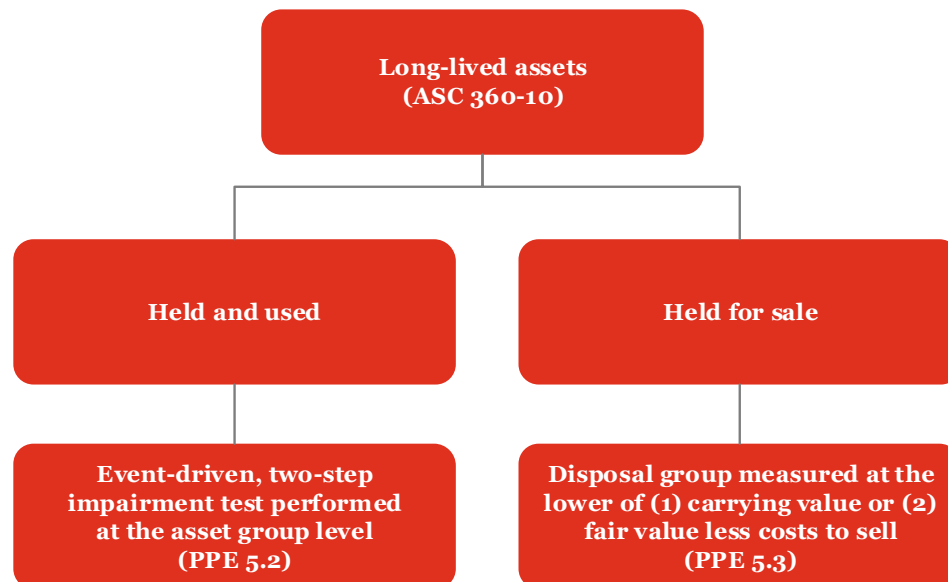 Long-lived assets
(ASC 360-10)
Held and used
Held for sale
Event-driven, two-step
impairment test performed
at the asset group level
(PPE 5.2)
Disposal group measured at the
lower of (1) carrying value or (2)
fair value less costs to sell
(PPE 5.3)